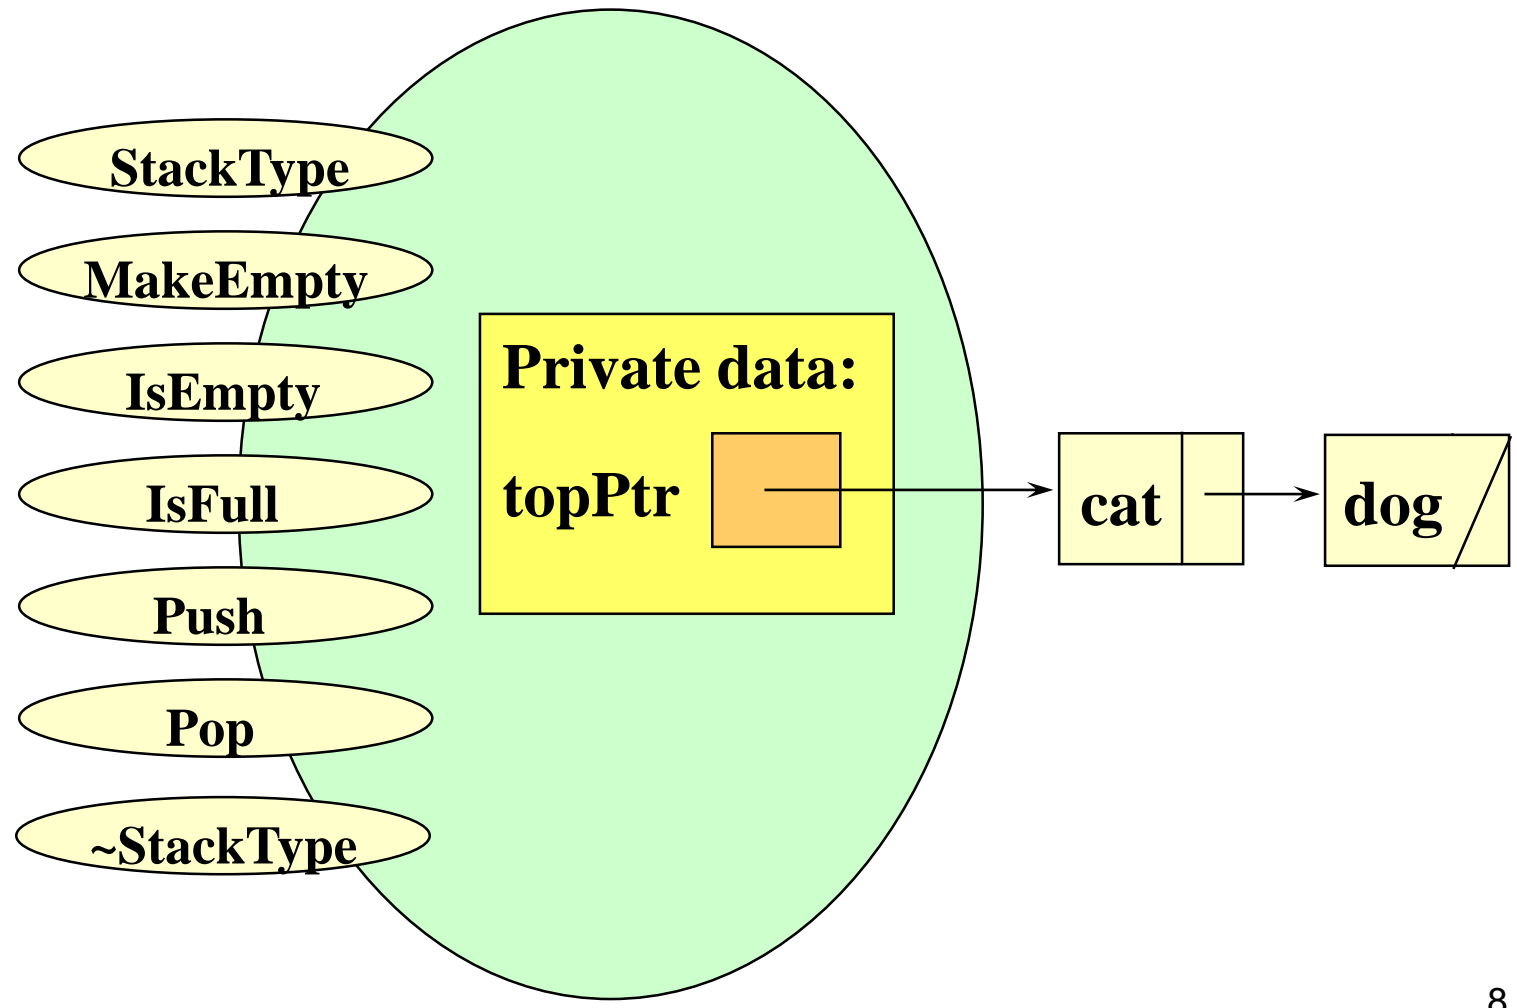 StackType
MakeEmpty
IsEmpty
IsFull
Push
Pop
~StackType
Private data:
topPtr
cat
dog
8